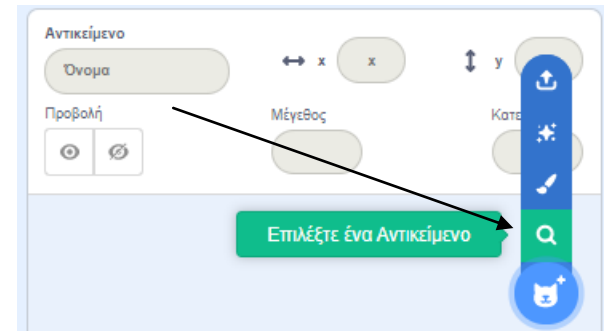 Αντικείμενο
Όνομα
x
x
y
Προβολή
Μέγεθος
Κατε
Επιλέξτε ένα Αντικείμενο